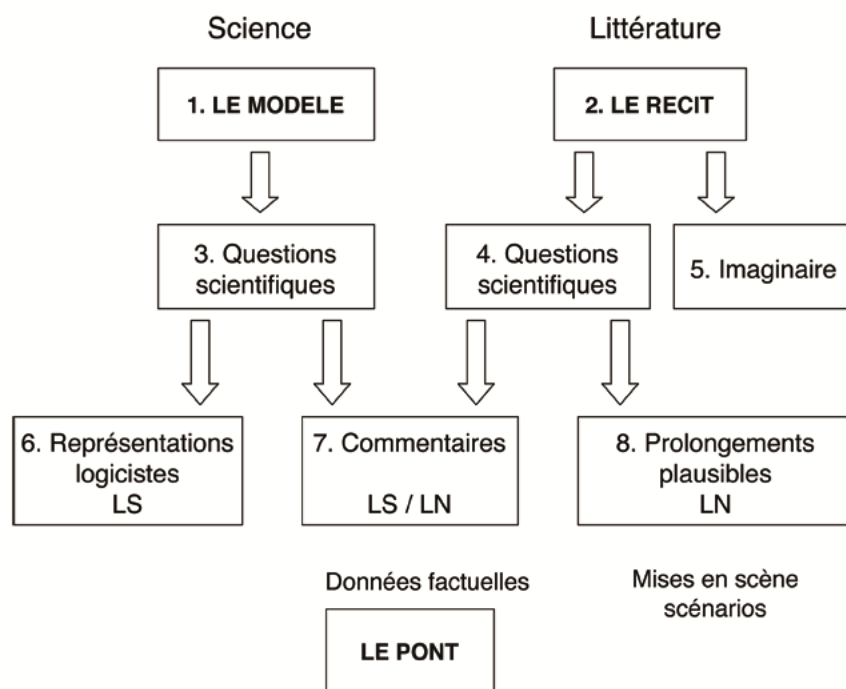 Science
Littérature
1. LE MODELE
2. LE RECIT
3. Questions
scientifiques
4. Questions
scientifiques
5. Imaginaire
6. Représentations
logicistes
LS
7. Commentaires
LS / LN
8. Prolongements
plausibles
LN
Données factuelles
Mises en scène
scénarios
LE PONT